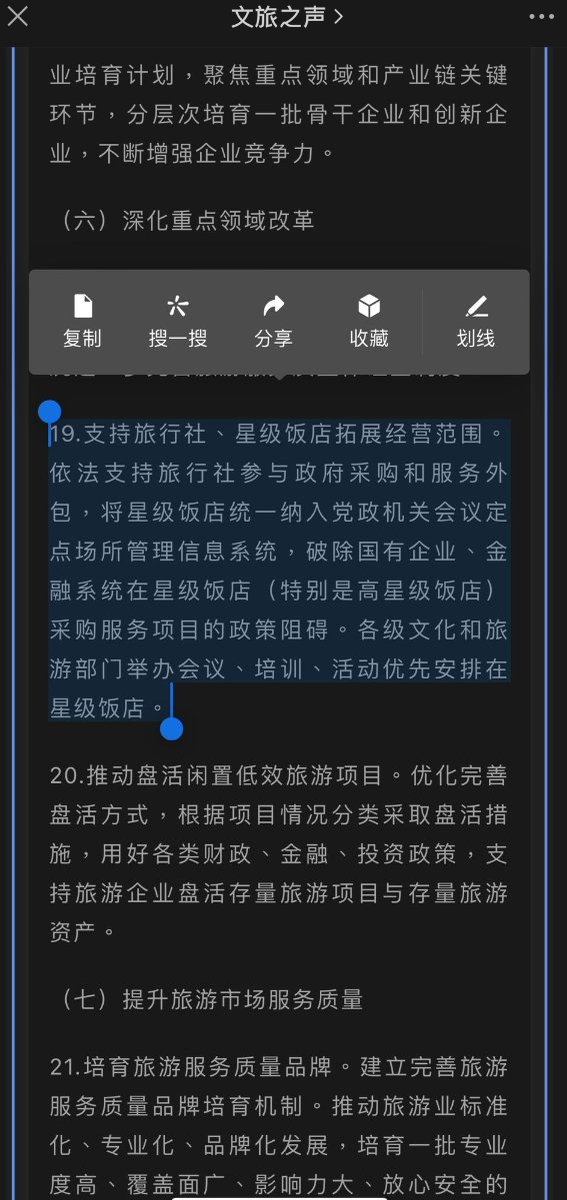 文旅之声
业培育计划，聚焦重点领域和产业链关键
环节，分层次培育一批骨干企业和创新企
业，不断增强企业竞争力。
（六）深化重点领域改革
复制 搜一搜 分享 收藏 划线
19.支持旅行社、星级饭店拓展经营范围。
依法支持旅行社参与政府采购和服务外
包，将星级饭店统一纳入党政机关会议定
点场所管理信息系统，破除国有企业、金
融系统在星级饭店（特别是高星级饭店）
采购服务项目的政策阻碍。各级文化和旅
游部门举办会议、培训、活动优先安排在
星级饭店。
20.推动盘活闲置低效旅游项目。优化完善
盘活方式，根据项目情况分类采取盘活措
施，用好各类财政、金融、投资政策，支
持旅游企业盘活存量旅游项目与存量旅游
资产。
（七）提升旅游市场服务质量
21.培育旅游服务质量品牌。建立完善旅游
服务质量品牌培育机制。推动旅游业标准
化、专业化、品牌化发展，培育一批专业
度高、覆盖面广、影响力大、放心安全的